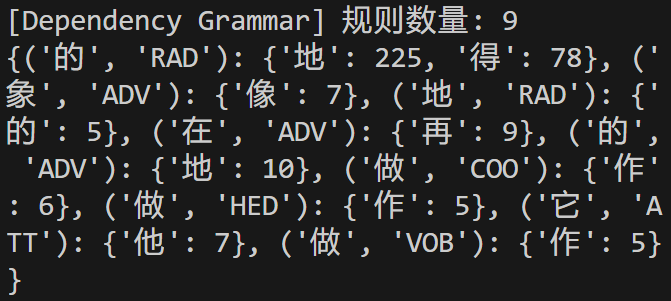 [Dependency Grammar] 规则数量: 9
{('的', 'RAD'): {'地': 225, '得': 78}, ('
象', 'ADV'): {'像': 7}, ('地', 'RAD'): {'
的': 5}, ('在', 'ADV'): {'再': 9}, ('的',
 'ADV'): {'地': 10}, ('做', 'COO'): {'作'
: 6}, ('做', 'HED'): {'作': 5}, ('它', 'A
TT'): {'他': 7}, ('做', 'VOB'): {'作': 5}
}